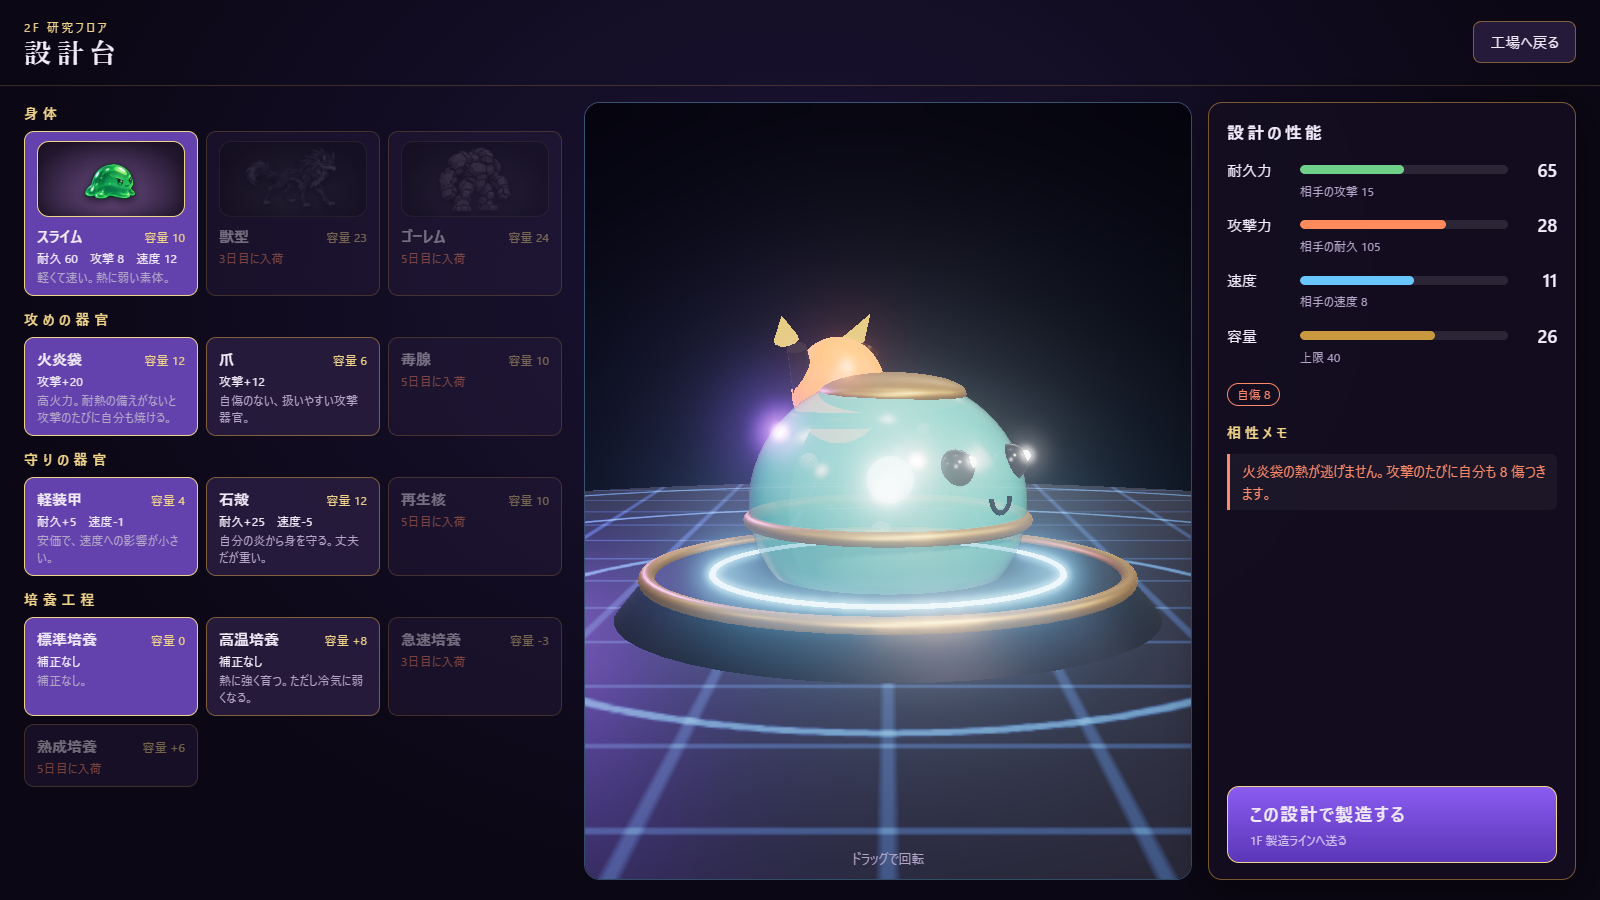 2F 研究フロア
設計台
工場へ戻る
身体
スライム 容量 10
耐久 60 攻撃 8 速度 12
軽くて速い。熱に弱い素体。
獣型 容量 23
3日目に入荷
ゴーレム 容量 24
5日目に入荷
攻めの器官
火炎袋 容量 12
攻撃+20
高火力。耐熱の備えがないと
攻撃のたびに自分も焼ける。
爪 容量 6
攻撃+12
自傷のない、扱いやすい攻撃
器官。
毒腺 容量 10
5日目に入荷
守りの器官
軽装甲 容量 4
耐久+5 速度-1
安価で、速度への影響が小さ
い。
石殻 容量 12
耐久+25 速度-5
自分の炎から身を守る。丈夫
だが重い。
再生核 容量 10
5日目に入荷
培養工程
標準培養 容量 0
補正なし
補正なし。
高温培養 容量 +8
補正なし
熱に強く育つ。ただし冷気に弱
くなる。
急速培養 容量 -3
3日目に入荷
熟成培養 容量 +6
5日目に入荷
ドラッグで回転
設計の性能
耐久力 65
相手の攻撃 15
攻撃力 28
相手の耐久 105
速度 11
相手の速度 8
容量 26
上限 40
自傷 8
相性メモ
火炎袋の熱が逃げません。攻撃のたびに自分も 8 傷つき
ます。
この設計で製造する
1F 製造ラインへ送る